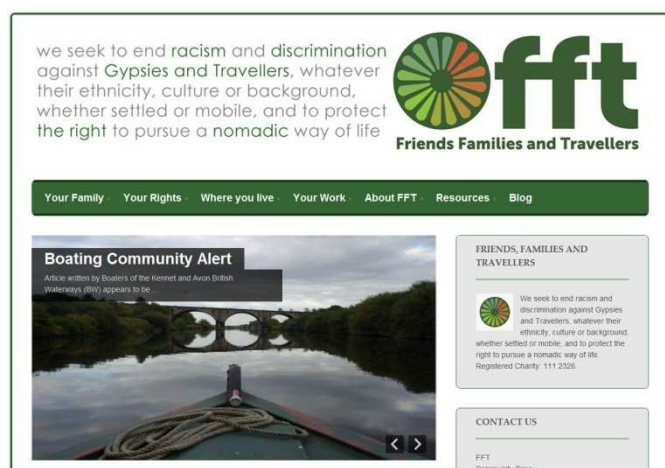 we seek to end racism and discrimination
against Gypsies and Travellers, whatever
their ethnicity, culture or background,
whether settled or mobile, and to protect
the right to pursue a nomadic way of life
fft
Friends Families and Travellers
Your Family
Your Rights
Where you live
Your Work
About FFT
Resources
Blog
Boating Community Alert
Article written by Boaters of the Kennet and Avon British
Waterways (BW) appears to be ...
FRIENDS, FAMILIES AND
TRAVELLERS
We seek to end racism and
discrimination against Gypsies
and Travellers, whatever their
ethnicity, culture or background,
whether settled or mobile, and to protect the
right to pursue a nomadic way of life.
Registered Charity: 111 2326
CONTACT US
FFT